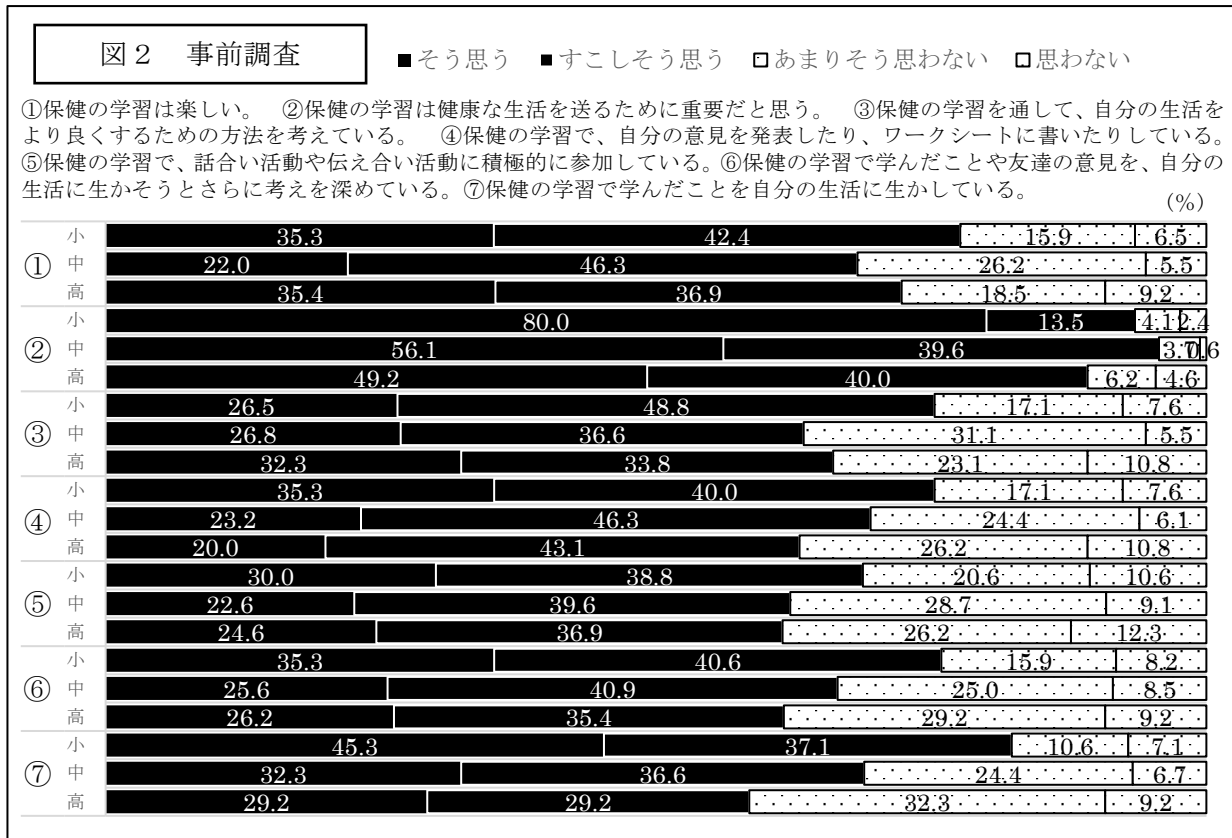 図2 事前調査
■そう思う ■すこしそう思う □あまりそう思わない □思わない
①保健の学習は楽しい。 ②保健の学習は健康な生活を送るために重要だと思う。 ③保健の学習を通して、自分の生活を
より良くするための方法を考えている。 ④保健の学習で、自分の意見を発表したり、ワークシートに書いたりしている。
⑤保健の学習で、話合い活動や伝え合い活動に積極的に参加している。⑥保健の学習で学んだことや友達の意見を、自分の
生活に生かそうとさらに考えを深めている。⑦保健の学習で学んだことを自分の生活に生かしている。
(%)
①
小 35.3 42.4 15.9 6.5
中 22.0 46.3 26.2 5.5
高 35.4 36.9 18.5 9.2
②
小 80.0 13.5 4.1 2.4
中 56.1 39.6 3.7 0.6
高 49.2 40.0 6.2 4.6
③
小 26.5 48.8 17.1 7.6
中 26.8 36.6 31.1 5.5
高 32.3 33.8 23.1 10.8
④
小 35.3 40.0 17.1 7.6
中 23.2 46.3 24.4 6.1
高 20.0 43.1 26.2 10.8
⑤
小 30.0 38.8 20.6 10.6
中 22.6 39.6 28.7 9.1
高 24.6 36.9 26.2 12.3
⑥
小 35.3 40.6 15.9 8.2
中 25.6 40.9 25.0 8.5
高 26.2 35.4 29.2 9.2
⑦
小 45.3 37.1 10.6 7.1
中 32.3 36.6 24.4 6.7
高 29.2 29.2 32.3 9.2